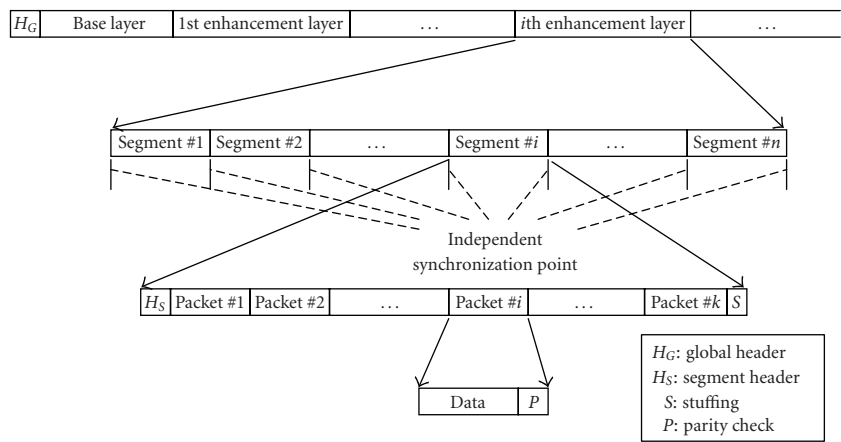 H_G Base layer 1st enhancement layer ... ith enhancement layer ...
Segment #1 Segment #2 ... Segment #i ... Segment #n
Independent
synchronization point
H_S Packet #1 Packet #2 ... Packet #i ... Packet #k S
Data P
H_G: global header
H_S: segment header
S: stuffing
P: parity check